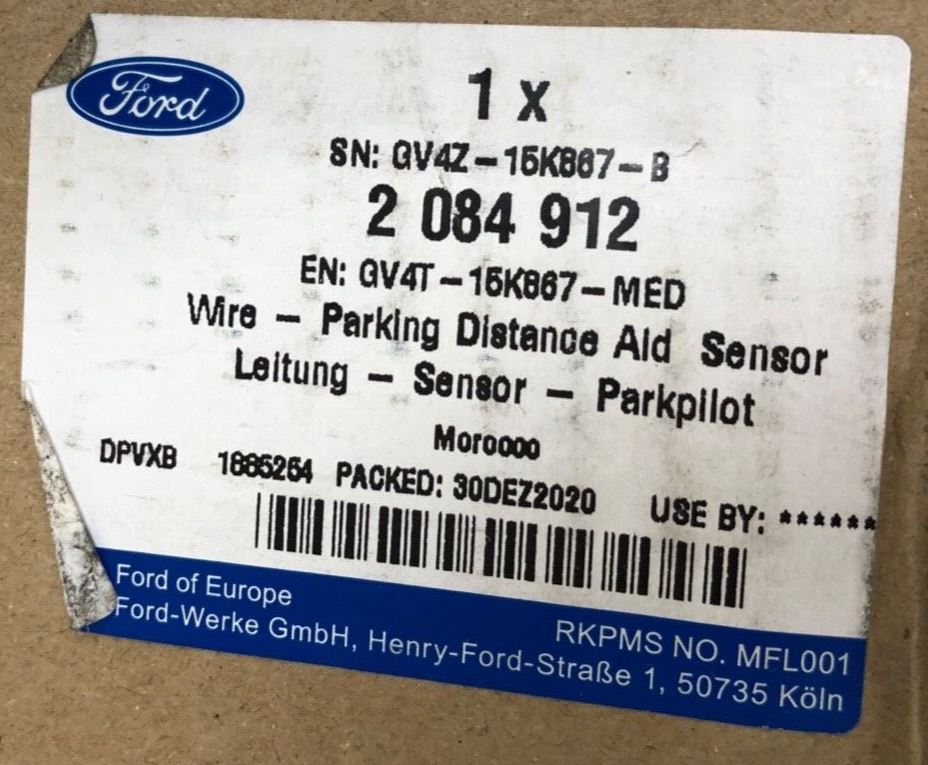 Ford
1 x
SN: GV4Z-15K867-B
2 084 912
EN: GV4T-15K867-MED
Wire - Parking Distance Aid Sensor
Leitung - Sensor - Parkpilot
Morocco
DPVXB 1885254 PACKED: 30DEZ2020 USE BY: ******
Ford of Europe
RKPMS NO. MFL001
Ford-Werke GmbH, Henry-Ford-Straße 1, 50735 Köln